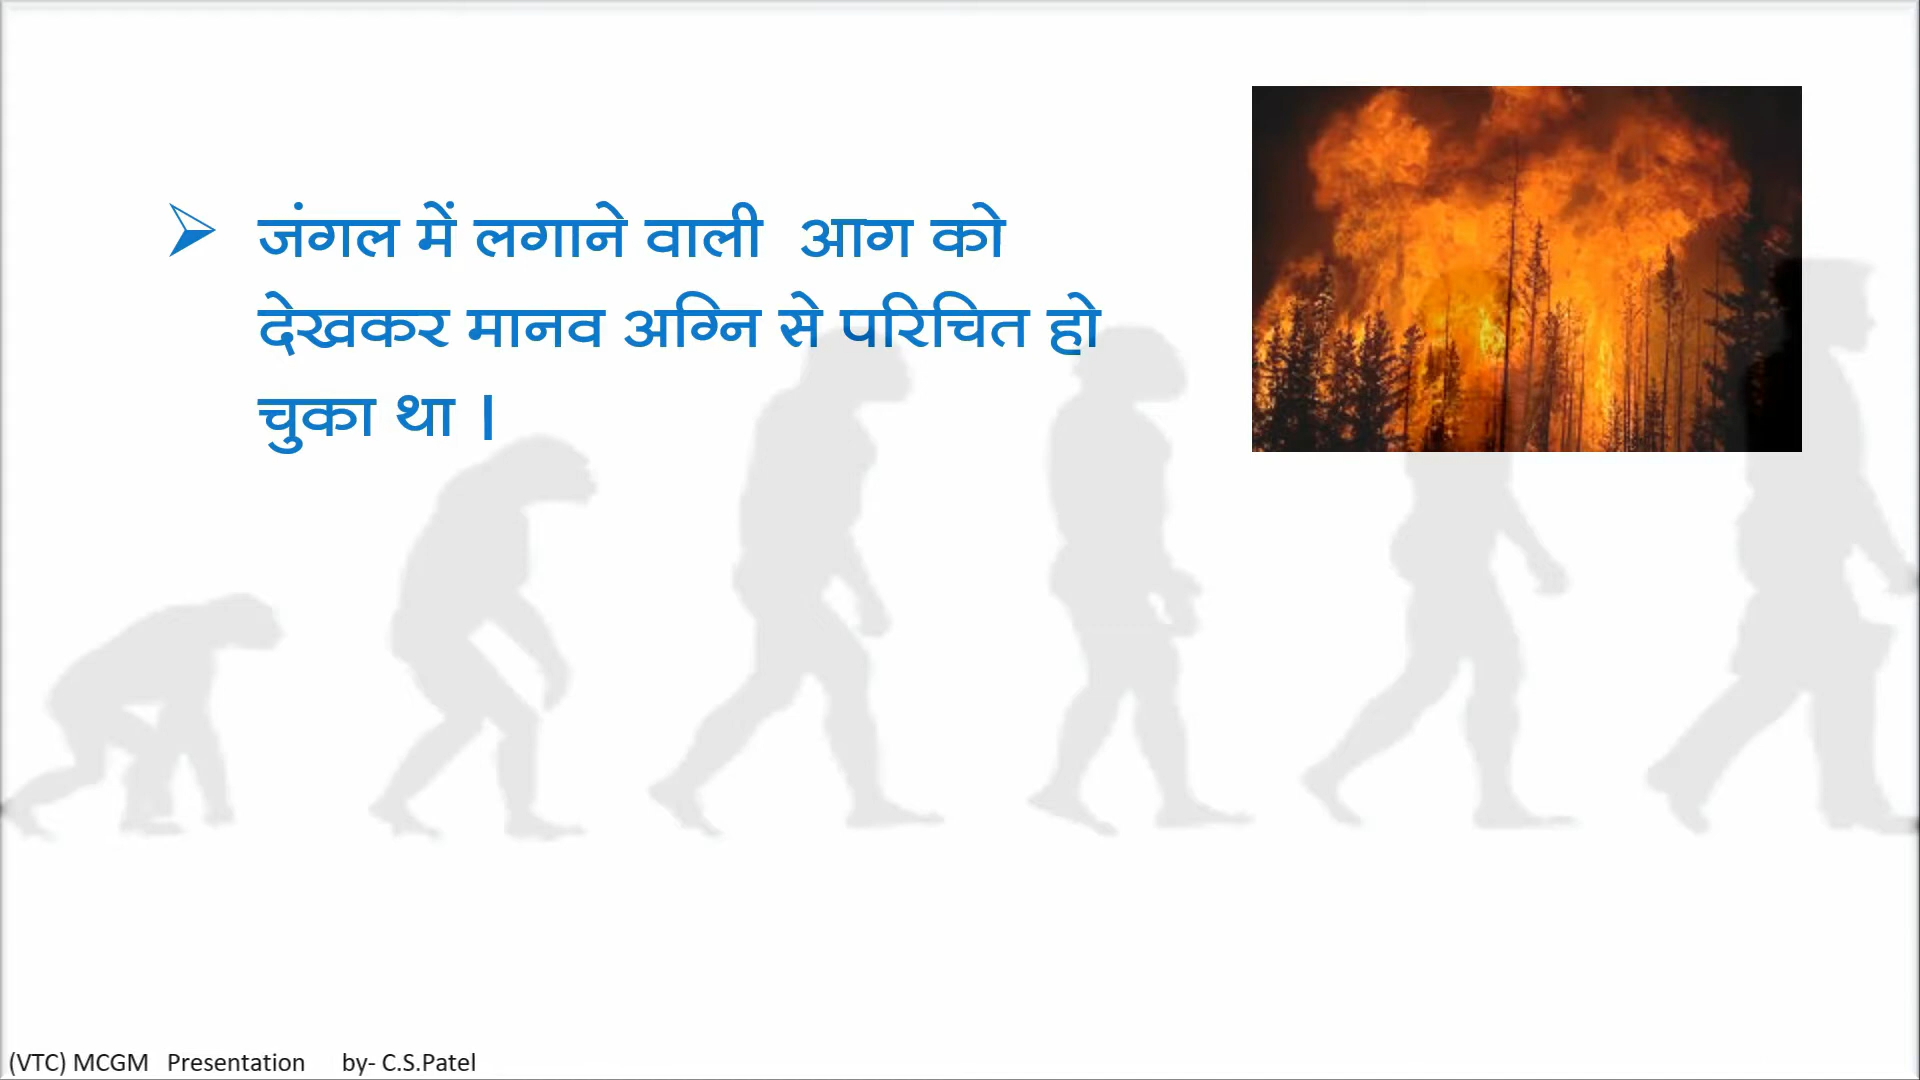 जंगल में लगाने वाली  आग को
देखकर मानव अग्नि से परिचित हो
चुका था ।
(VTC) MCGM   Presentation      by- C.S.Patel